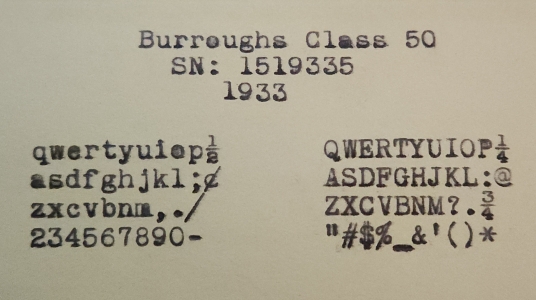 Burroughs Class 50
SN: 1519335
1933
qwertyuiop½
asdfghjkl;¢
zxcvbnm,./
234567890-
QWERTYUIOP¼
ASDFGHJKL:@
ZXCVBNM?.¾
"#$%_&'()*